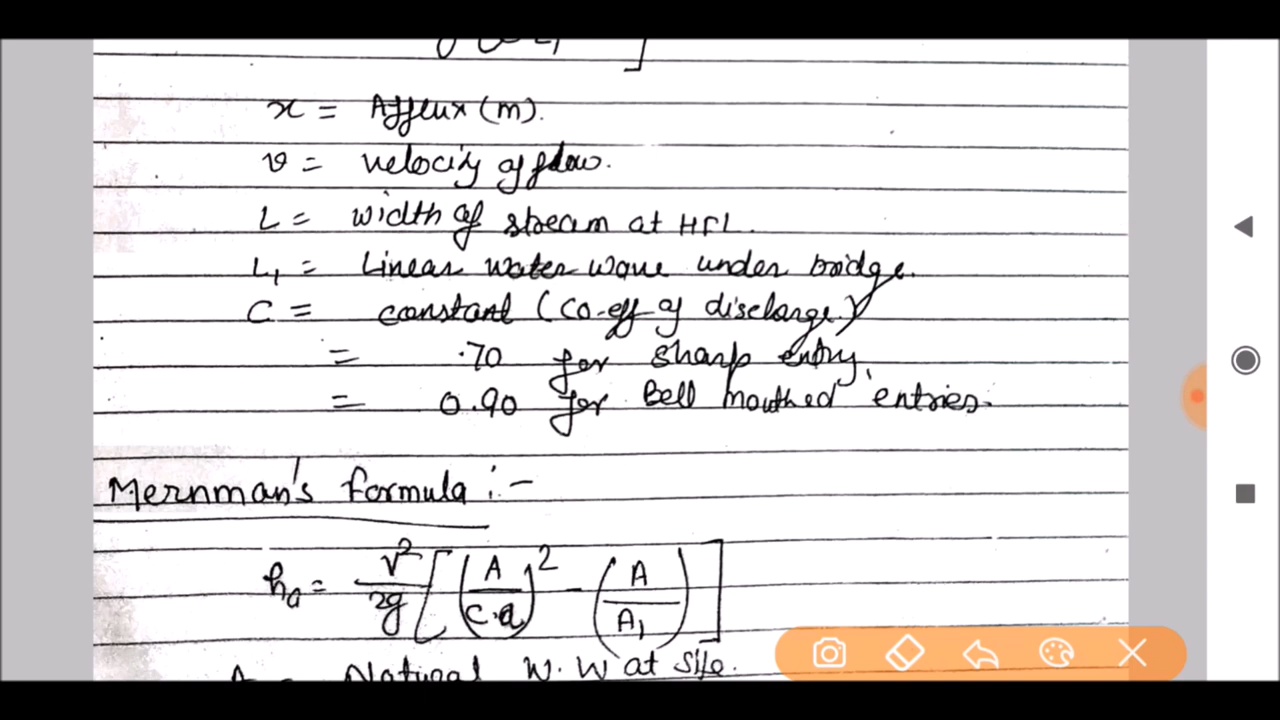 x = Afflux (m).
v = velocity of flow.
L = width of stream at HFL.
L₁ = Linear water wave under bridge.
C = constant (co-eff of discharge)
= .70 for sharp entry
= 0.90 for Bell mouthed entries.
Mernman's formula :-
hₐ = V²/2g [(A/C.a)² - (A/A₁)]
Natural W.W at site.